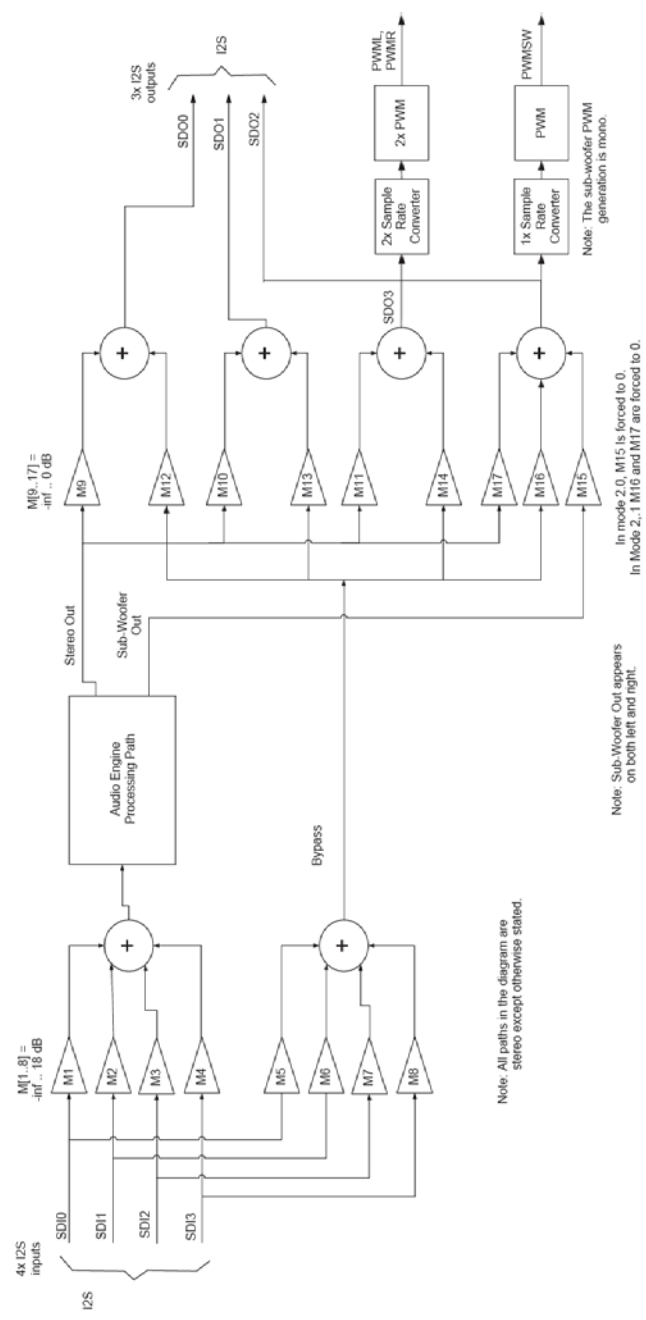 4x I2S
inputs
I2S
SDI0
SDI1
SDI2
SDI3
M[1..8] =
-inf .. 18 dB
M1
M2
M3
M4
M5
M6
M7
M8
+
+
Note: All paths in the diagram are
stereo except otherwise stated.
Audio Engine
Processing Path
Bypass
Stereo Out
Sub-Woofer
Out
Note: Sub-Woofer Out appears
on both left and right.
M[9..17] =
-inf .. 0 dB
M9
M12
M10
M13
M11
M14
M17
M16
M15
In mode 2.0, M15 Is forced to 0.
In Mode 2,.1 M16 and M17 are forced to 0.
+
+
+
+
3x I2S
outputs
I2S
SDO0
SDO1
SDO2
SDO3
2x Sample
Rate
Converter
2x PWM
PWML,
PWMR
1x Sample
Rate
Converter
PWM
PWMSW
Note: The sub-woofer PWM
generation is mono.